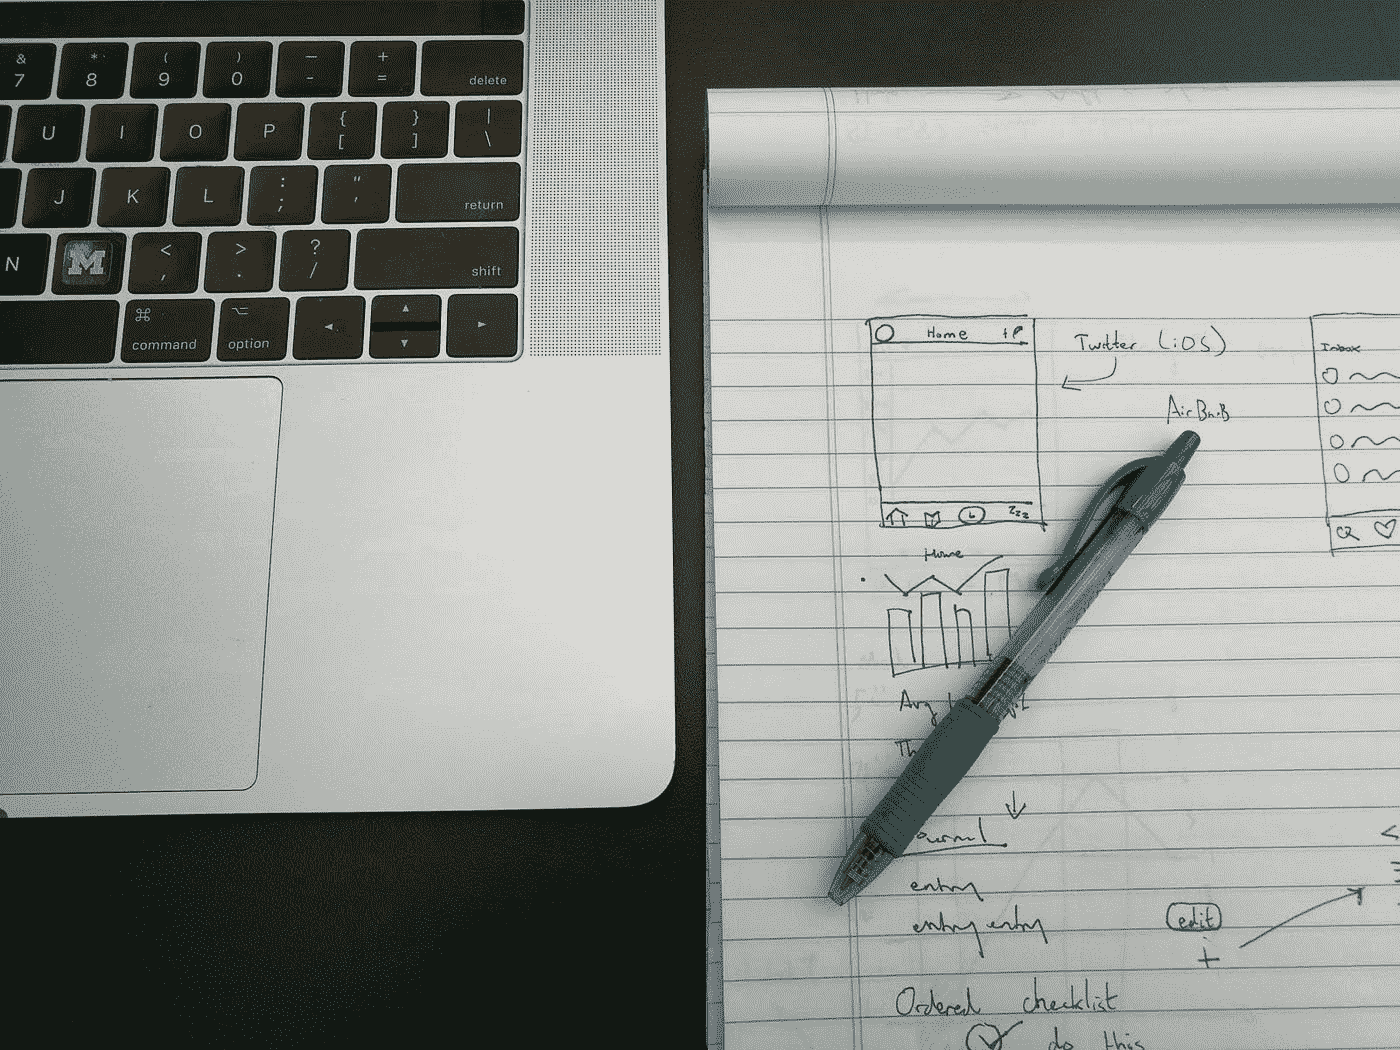 & 7 * 8 ( 9 ) 0 — - + = delete
U I O P { [ } ] | \
J K L : ; " ' return
N M < , > . ? / shift
⌘ command ⌥ option ◄ ▲ ▼ ►
Home
Twitter (iOS)
AirBnB
Zzz
Home
Avg
Th
entry
entry entry
Ordered checklist
do this
Inbox
edit
+